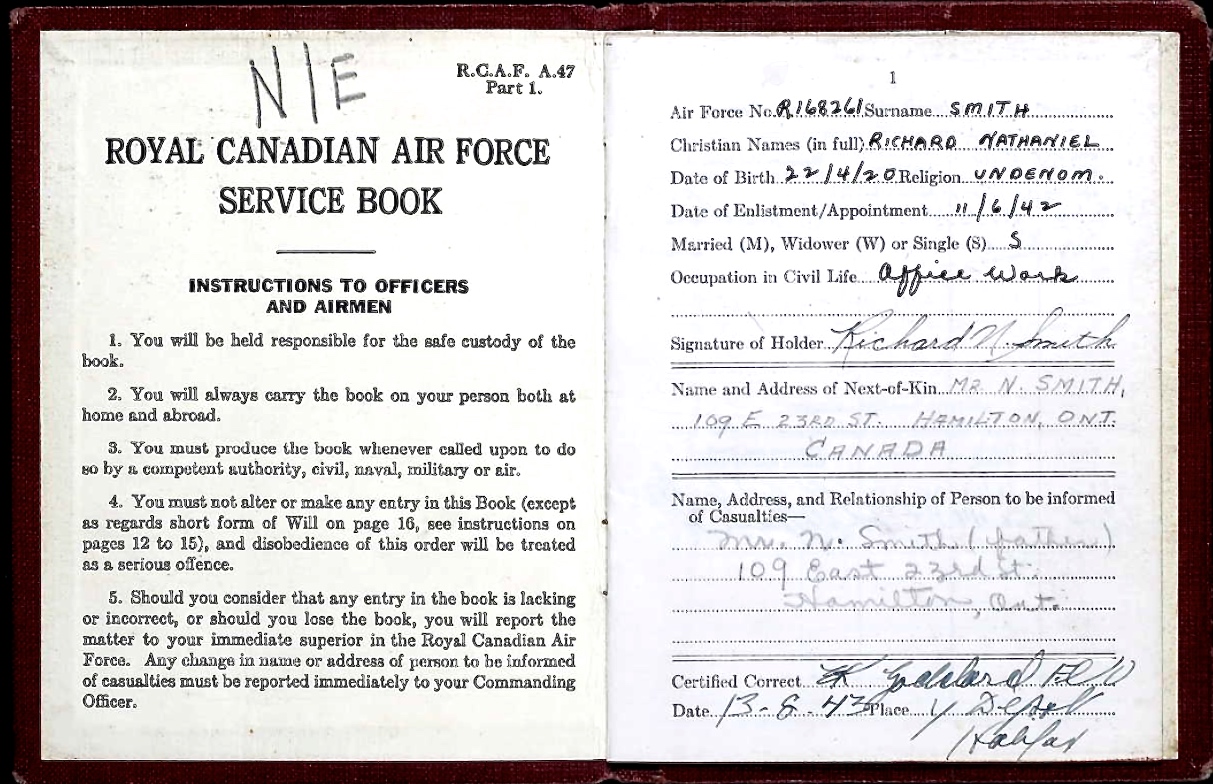 N/E
R.C.A.F. A.47
Part 1.
ROYAL CANADIAN AIR FORCE
SERVICE BOOK
INSTRUCTIONS TO OFFICERS
AND AIRMEN
1. You will be held responsible for the safe custody of the
book.
2. You will always carry the book on your person both at
home and abroad.
3. You must produce the book whenever called upon to do
so by a competent authority, civil, naval, military or air.
4. You must not alter or make any entry in this Book (except
as regards short form of Will on page 16, see instructions on
pages 12 to 15), and disobedience of this order will be treated
as a serious offence.
5. Should you consider that any entry in the book is lacking
or incorrect, or should you lose the book, you will report the
matter to your immediate superior in the Royal Canadian Air
Force. Any change in name or address of person to be informed
of casualties must be reported immediately to your Commanding
Officer.
1
Air Force No. R168261 Surname SMITH
Christian Names (in full) RICHARD NATHANIEL
Date of Birth 22/4/20 Religion UNDENOM.
Date of Enlistment/Appointment 11/6/42
Married (M), Widower (W) or Single (S) S
Occupation in Civil Life Office Work
Signature of Holder Richard N. Smith
Name and Address of Next-of-Kin MR. N. SMITH,
109 E 23RD ST. HAMILTON, ONT.
CANADA
Name, Address, and Relationship of Person to be informed
of Casualties—
N. Smith (father)
109 East 23rd St.
Hamilton, Ont.
Certified Correct
Date 13-6-43 Place Y Depot
Halifax